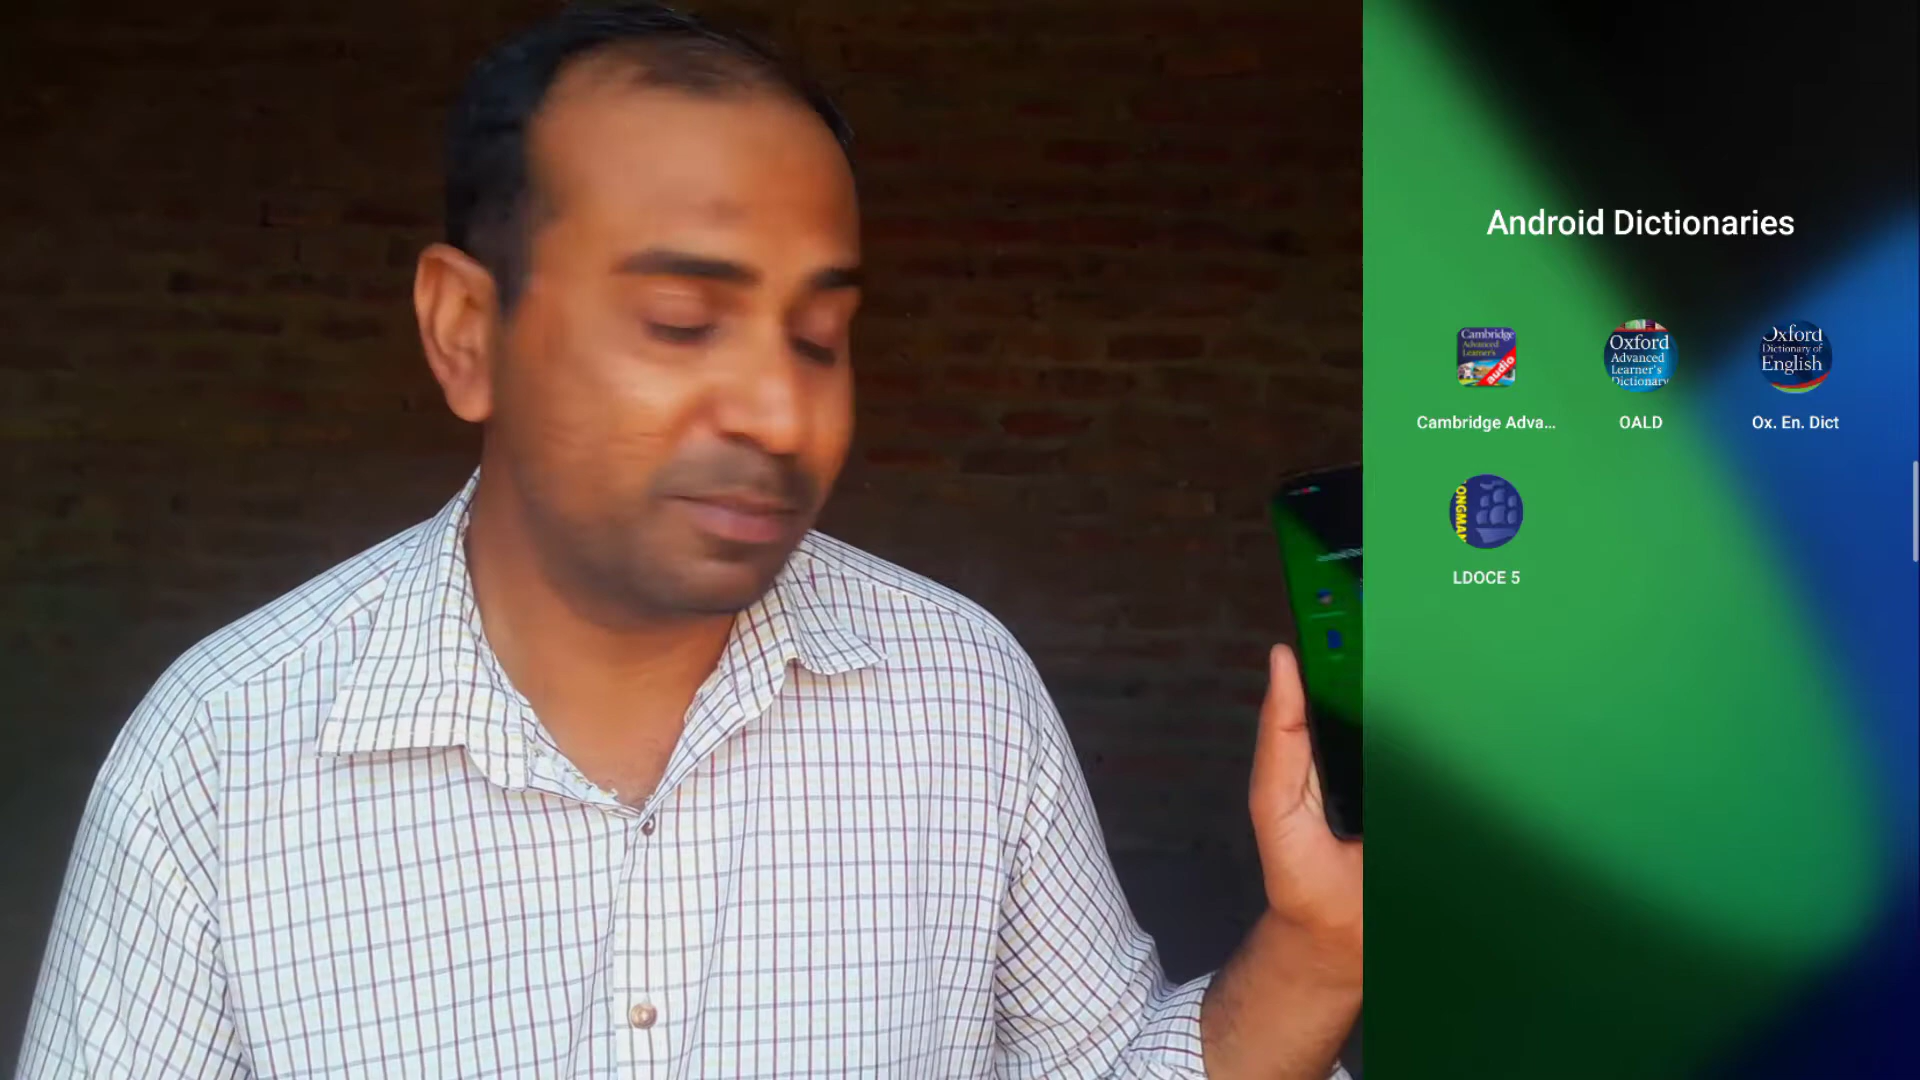 Android Dictionaries
Cambridge
Advanced
Learner's
audio
Oxford
Advanced
Learner's
Dictionary
Oxford
Dictionary of
English
Cambridge Adva...
OALD
Ox. En. Dict
LONGMAN
LDOCE 5